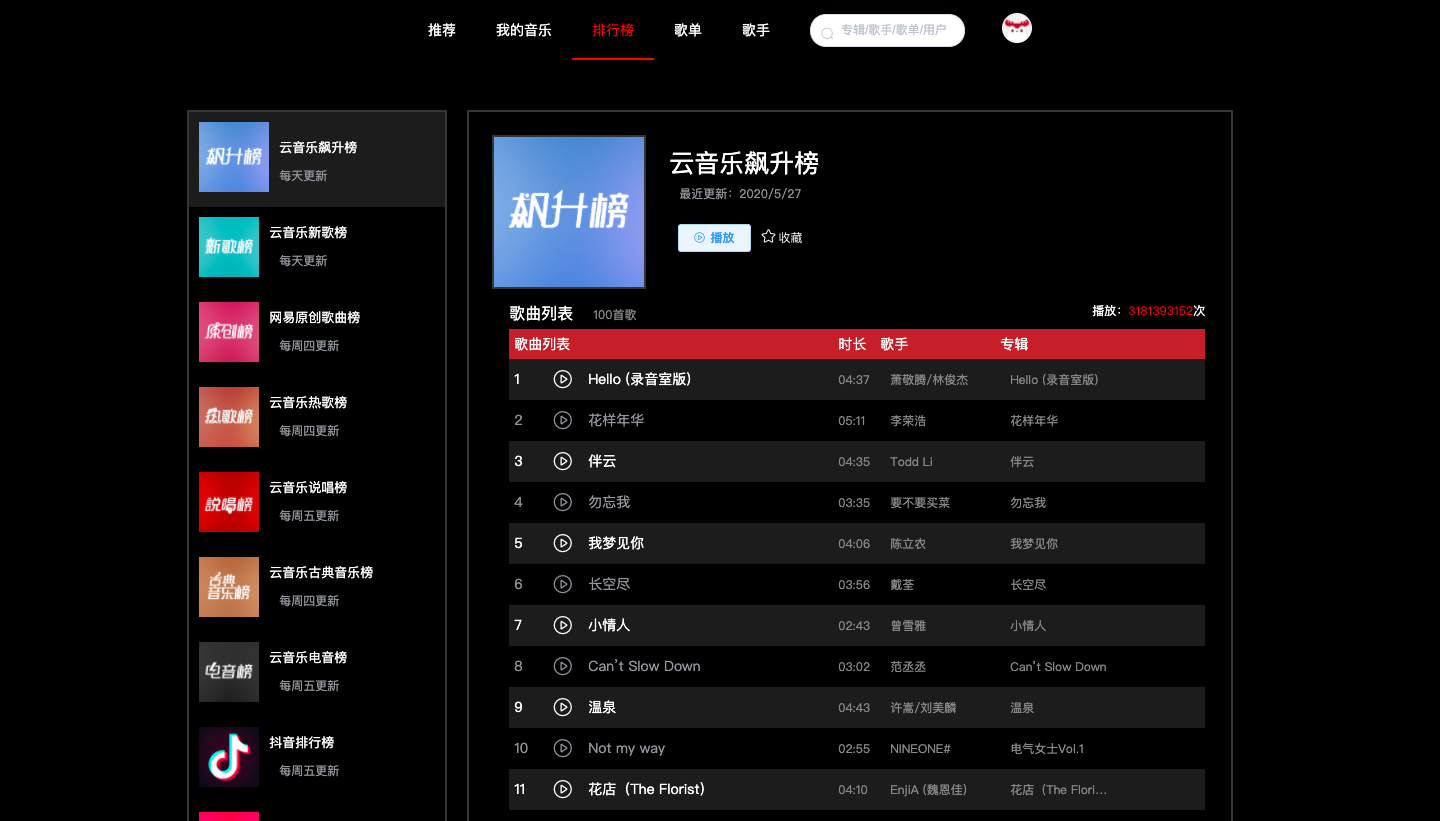 推荐 我的音乐 排行榜 歌单 歌手 专辑/歌手/歌单/用户
飙升榜
云音乐飙升榜
每天更新
新歌榜
云音乐新歌榜
每天更新
原创榜
网易原创歌曲榜
每周四更新
热歌榜
云音乐热歌榜
每周四更新
說唱榜
云音乐说唱榜
每周五更新
古典音乐榜
云音乐古典音乐榜
每周四更新
电音榜
云音乐电音榜
每周五更新
抖音排行榜
每周五更新
飙升榜
云音乐飙升榜
最近更新：2020/5/27
播放 收藏
歌曲列表 100首歌 播放：3181393152次
歌曲列表 时长 歌手 专辑
1 Hello (录音室版) 04:37 萧敬腾/林俊杰 Hello (录音室版)
2 花样年华 05:11 李荣浩 花样年华
3 伴云 04:35 Todd Li 伴云
4 勿忘我 03:35 要不要买菜 勿忘我
5 我梦见你 04:06 陈立农 我梦见你
6 长空尽 03:56 戴荃 长空尽
7 小情人 02:43 曾雪雅 小情人
8 Can't Slow Down 03:02 范丞丞 Can't Slow Down
9 温泉 04:43 许嵩/刘美麟 温泉
10 Not my way 02:55 NINEONE# 电气女士Vol.1
11 花店（The Florist） 04:10 EnjiA (魏恩佳) 花店（The Flori...